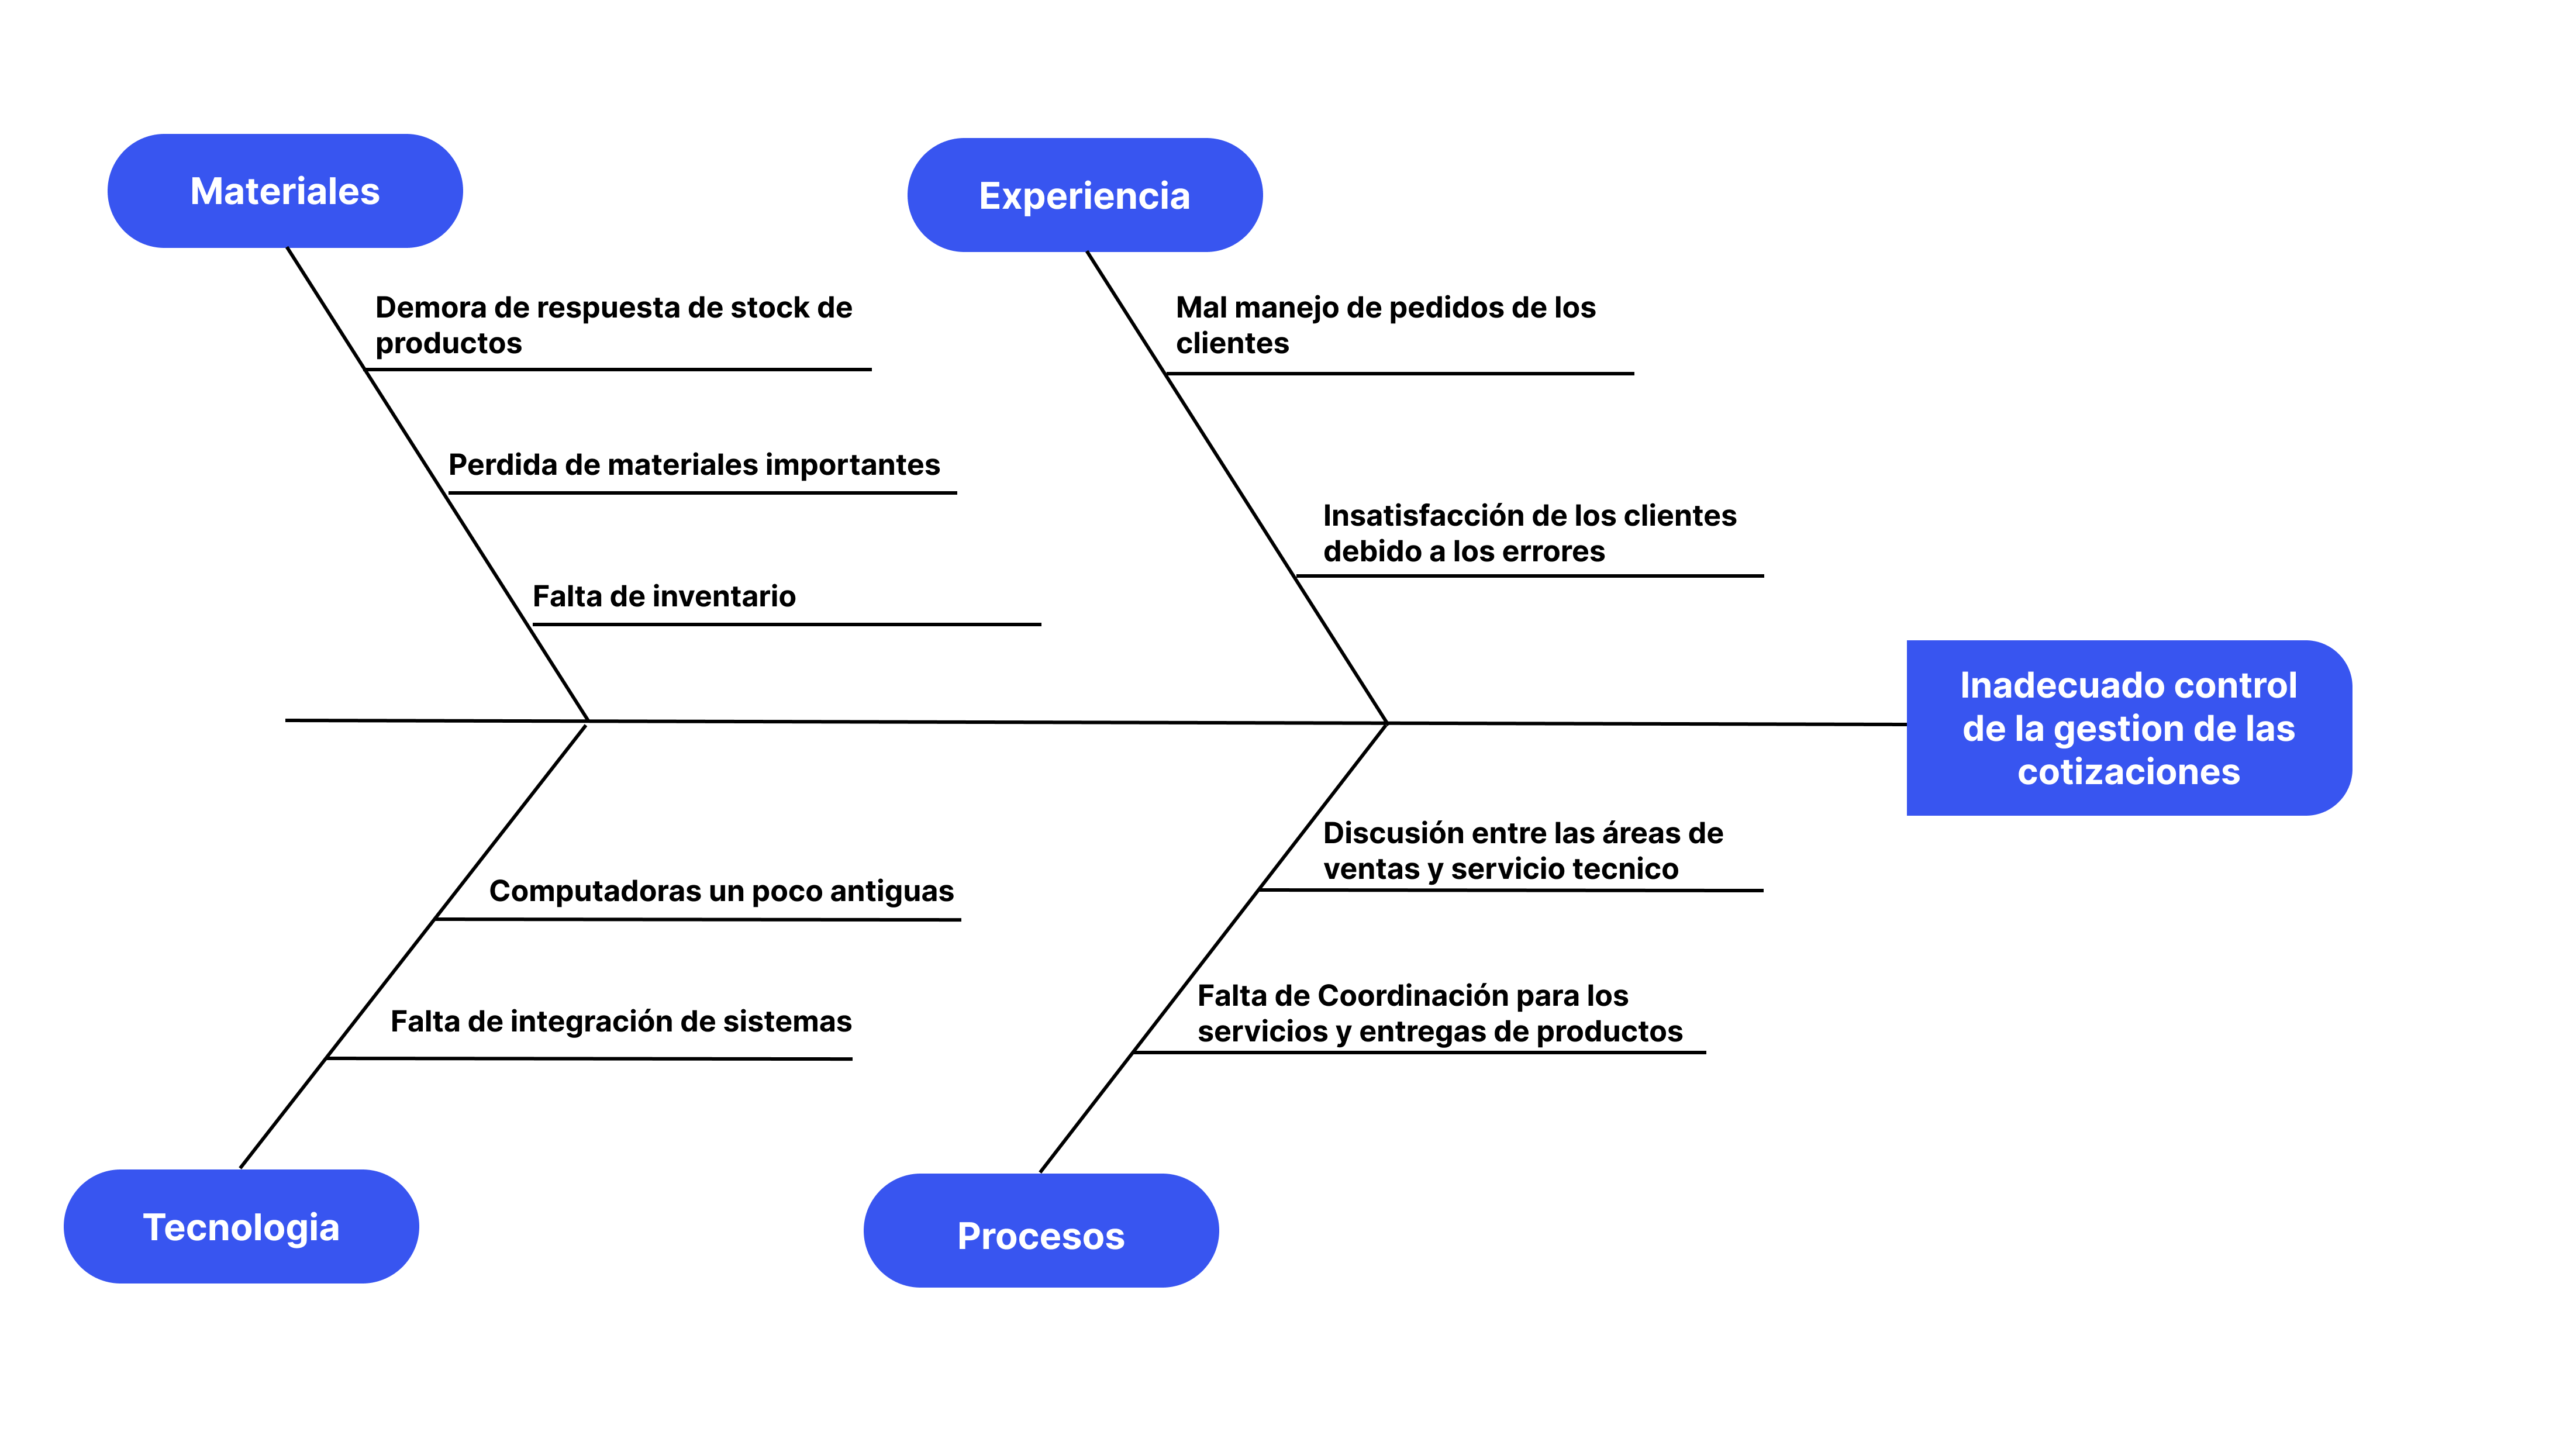 Materiales
Experiencia
Demora de respuesta de stock de
productos
Mal manejo de pedidos de los
clientes
Perdida de materiales importantes
Insatisfacción de los clientes
debido a los errores
Falta de inventario
Inadecuado control
de la gestion de las
cotizaciones
Discusión entre las áreas de
ventas y servicio tecnico
Computadoras un poco antiguas
Falta de Coordinación para los
servicios y entregas de productos
Falta de integración de sistemas
Tecnologia
Procesos